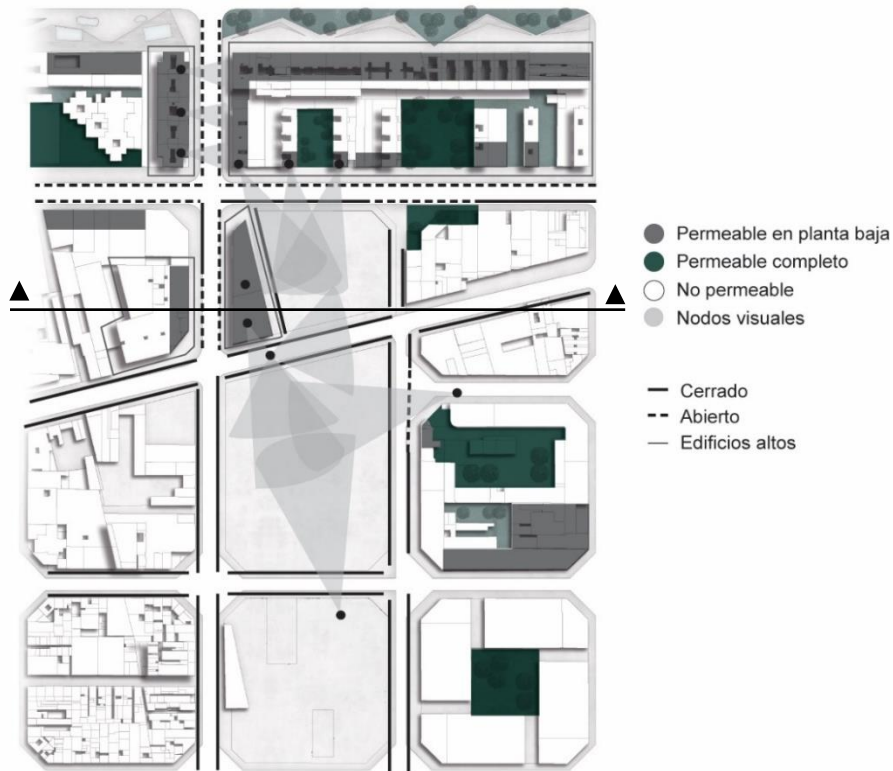 Permeable en planta baja
Permeable completo
No permeable
Nodos visuales
Cerrado
Abierto
Edificios altos